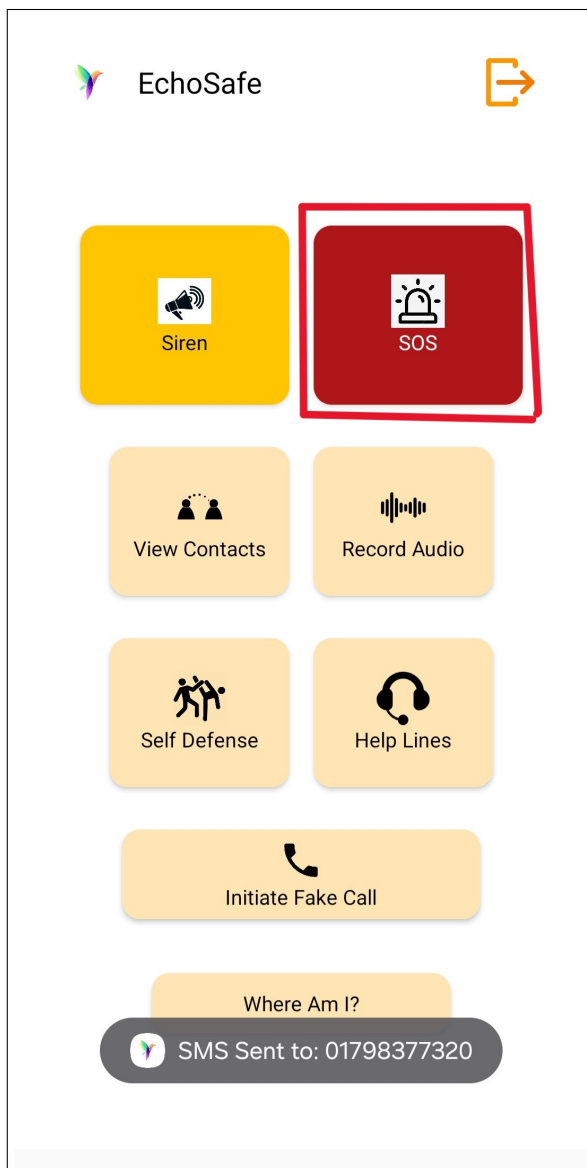 EchoSafe
Siren
SOS
View Contacts
Record Audio
Self Defense
Help Lines
Initiate Fake Call
Where Am I?
SMS Sent to: 01798377320